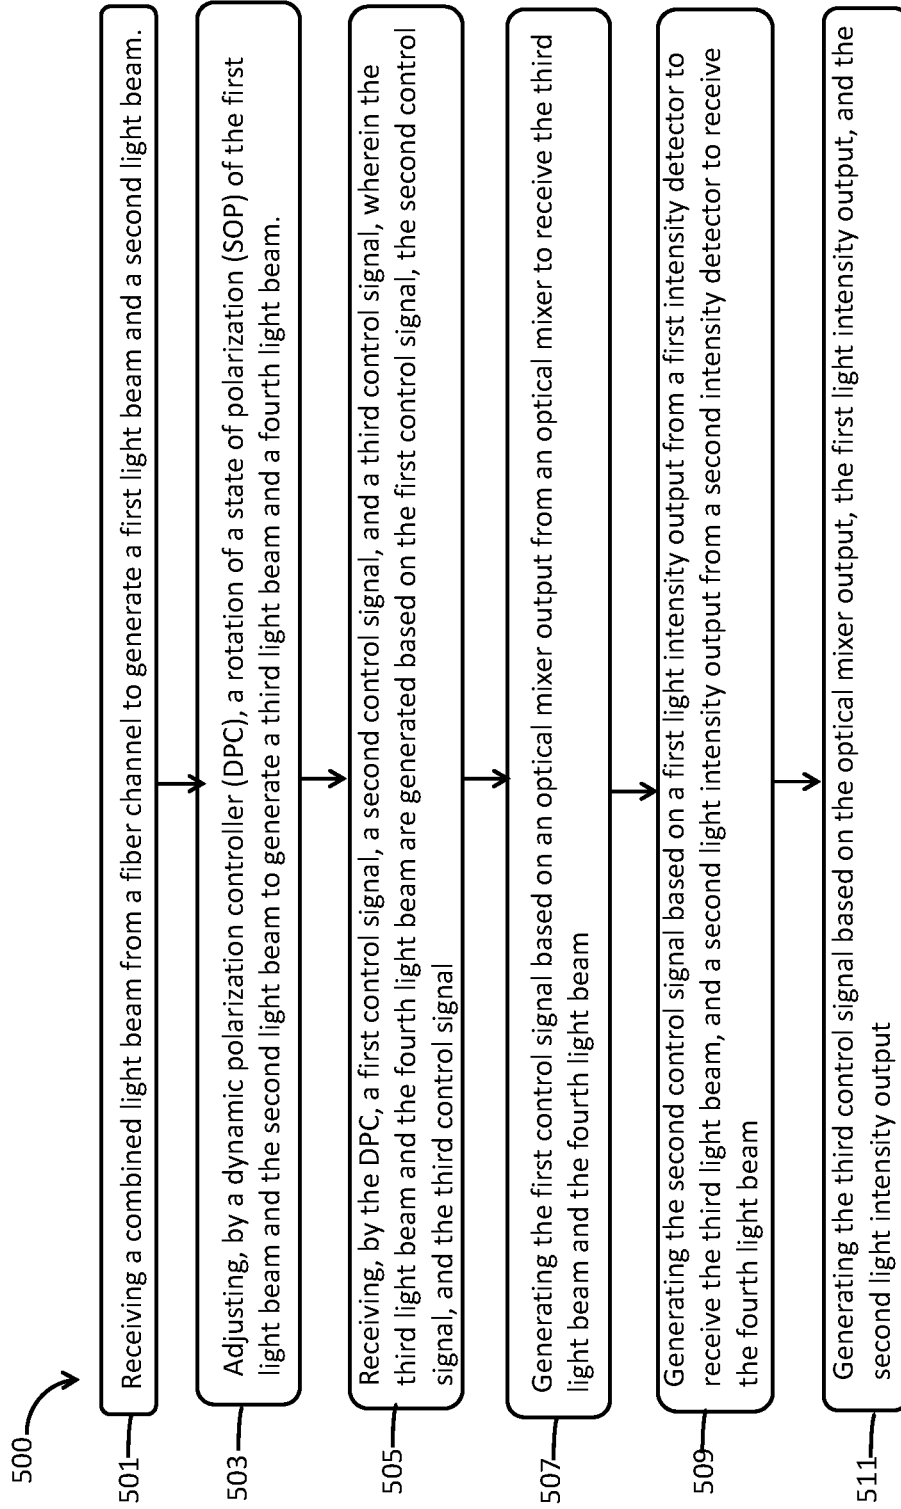 500
501
Receiving a combined light beam from a fiber channel to generate a first light beam and a second light beam.
503
Adjusting, by a dynamic polarization controller (DPC), a rotation of a state of polarization (SOP) of the first
light beam and the second light beam to generate a third light beam and a fourth light beam.
505
Receiving, by the DPC, a first control signal, a second control signal, and a third control signal, wherein the
third light beam and the fourth light beam are generated based on the first control signal, the second control
signal, and the third control signal
507
Generating the first control signal based on an optical mixer output from an optical mixer to receive the third
light beam and the fourth light beam
509
Generating the second control signal based on a first light intensity output from a first intensity detector to
receive the third light beam, and a second light intensity output from a second intensity detector to receive
the fourth light beam
511
Generating the third control signal based on the optical mixer output, the first light intensity output, and the
second light intensity output